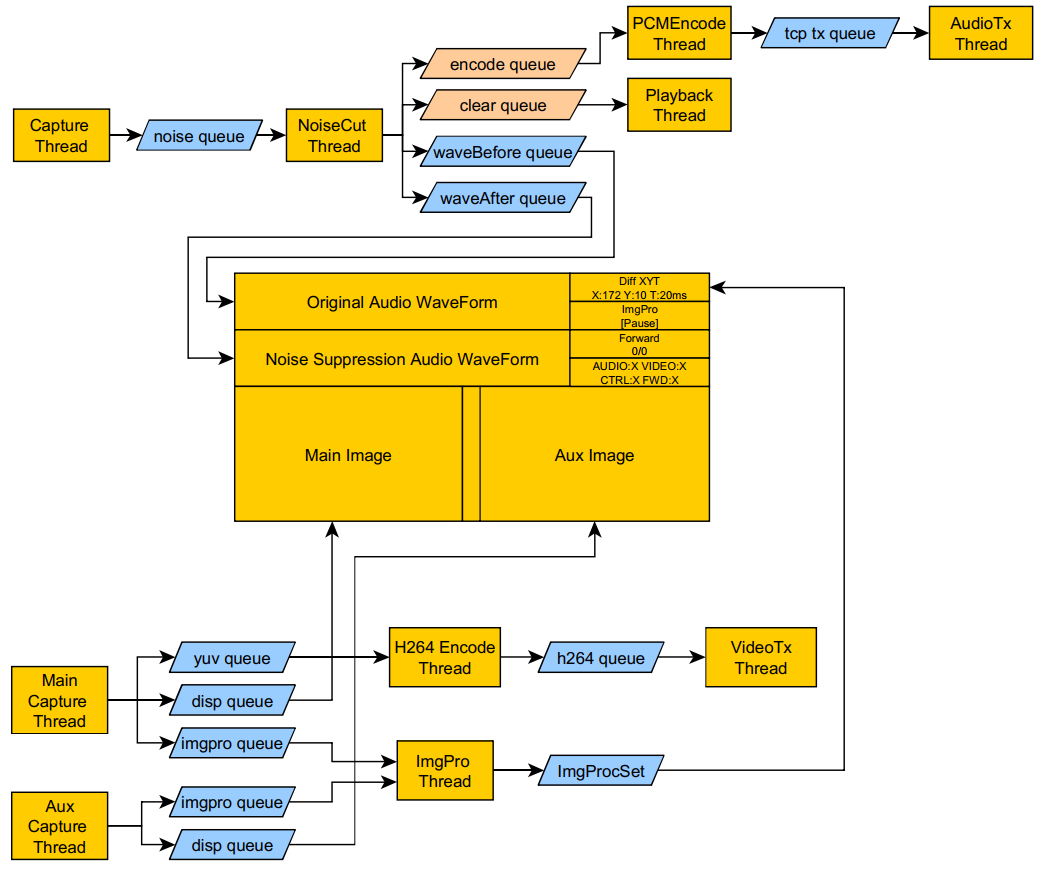 PCMEncode
Thread
tcp tx queue
AudioTx
Thread
encode queue
clear queue
Playback
Thread
Capture
Thread
noise queue
NoiseCut
Thread
waveBefore queue
waveAfter queue
Original Audio WaveForm
Diff XYT
X:172 Y:10 T:20ms
ImgPro
[Pause]
Noise Suppression Audio WaveForm
Forward
0/0
AUDIO:X VIDEO:X
CTRL:X FWD:X
Main Image
Aux Image
Main
Capture
Thread
yuv queue
H264 Encode
Thread
h264 queue
VideoTx
Thread
disp queue
imgpro queue
ImgPro
Thread
ImgProcSet
Aux
Capture
Thread
imgpro queue
disp queue